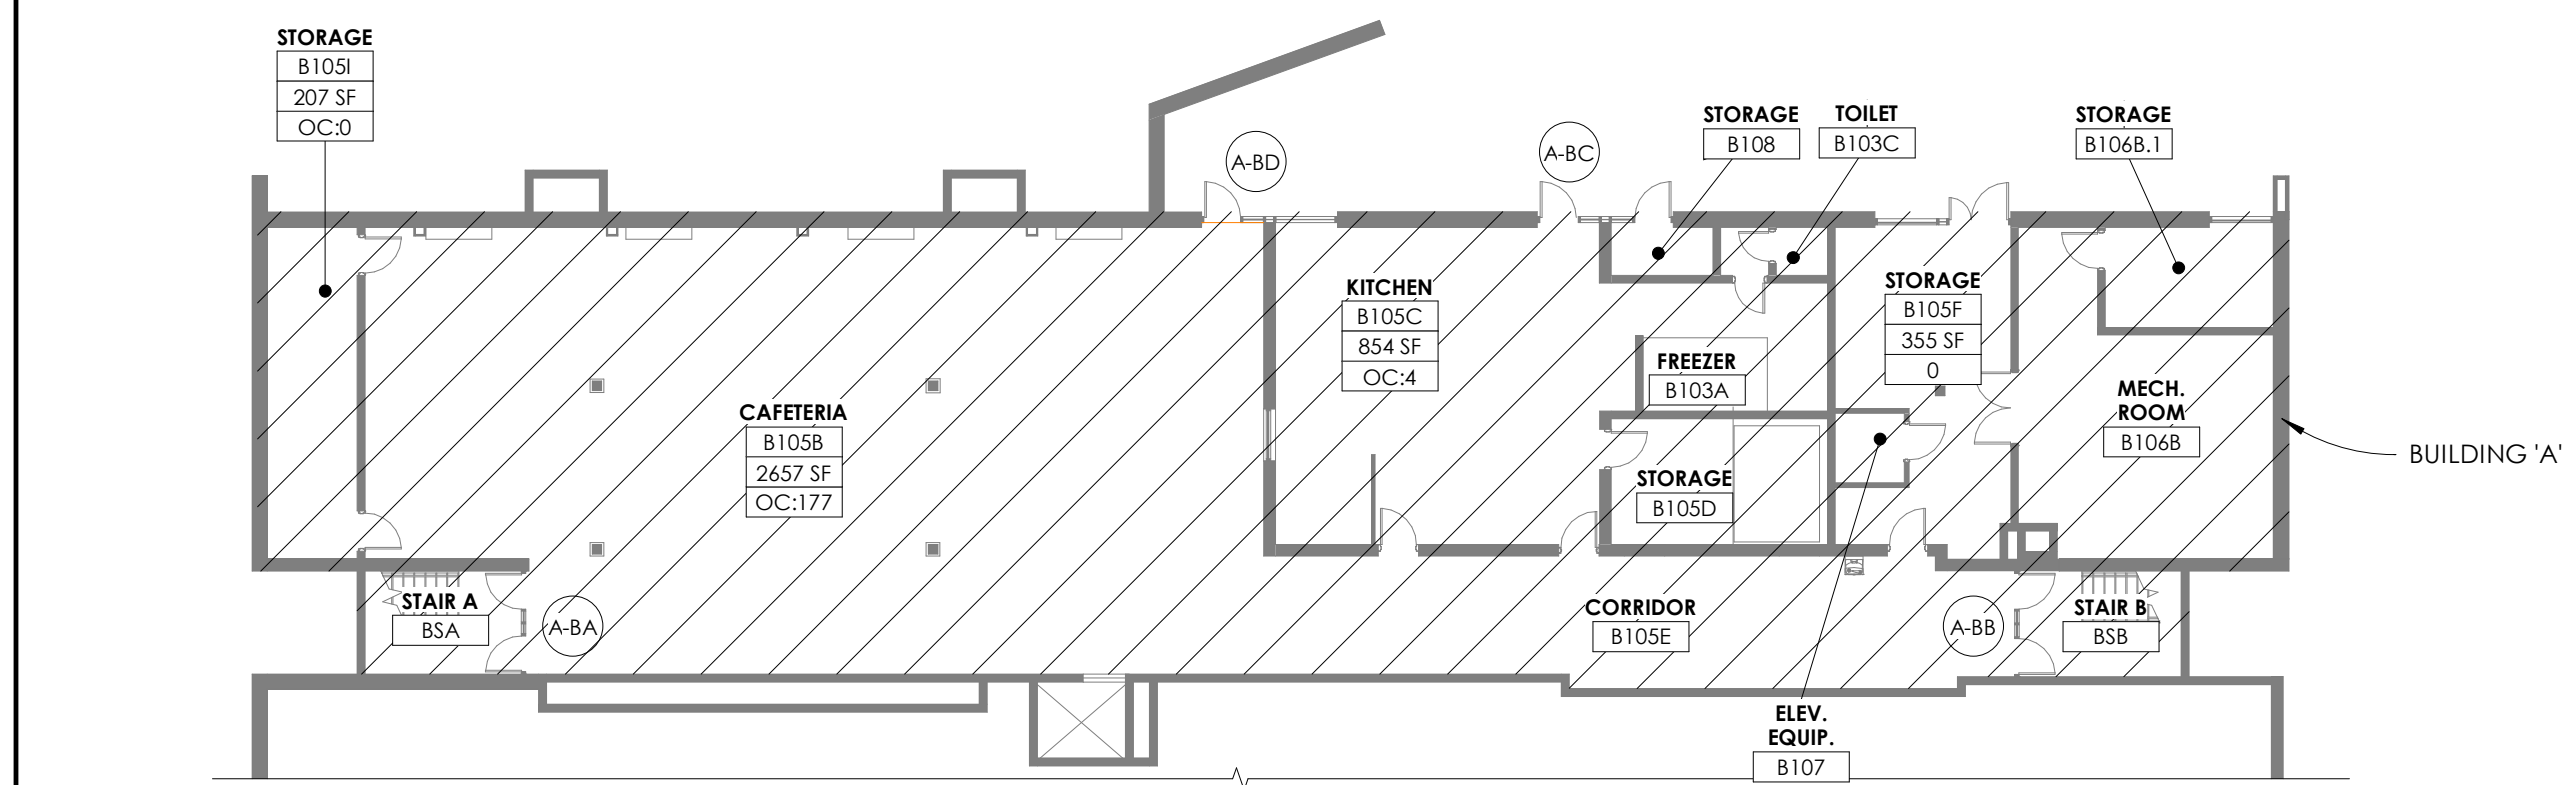 STORAGE
B105I
207 SF
OC:0
A-BD
A-BC
STORAGE
B108
TOILET
B103C
STORAGE
B106B.1
KITCHEN
B105C
854 SF
OC:4
STORAGE
B105F
355 SF
0
FREEZER
B103A
CAFETERIA
B105B
2657 SF
OC:177
MECH.
ROOM
B106B
BUILDING 'A'
STORAGE
B105D
STAIR A
BSA
A-BA
CORRIDOR
B105E
A-BB
STAIR B
BSB
ELEV.
EQUIP.
B107